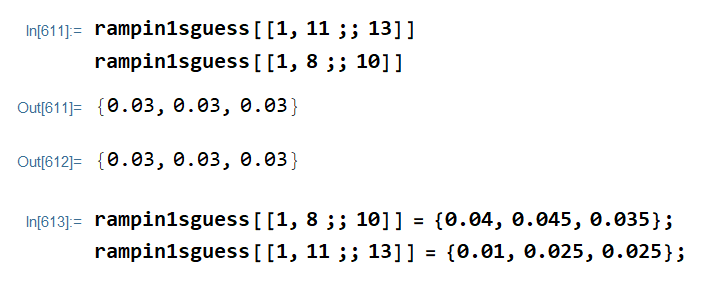 In[611]:= rampin1sguess[[1, 11 ;; 13]]
rampin1sguess[[1, 8 ;; 10]]
Out[611]= {0.03, 0.03, 0.03}
Out[612]= {0.03, 0.03, 0.03}
In[613]:= rampin1sguess[[1, 8 ;; 10]] = {0.04, 0.045, 0.035};
rampin1sguess[[1, 11 ;; 13]] = {0.01, 0.025, 0.025};